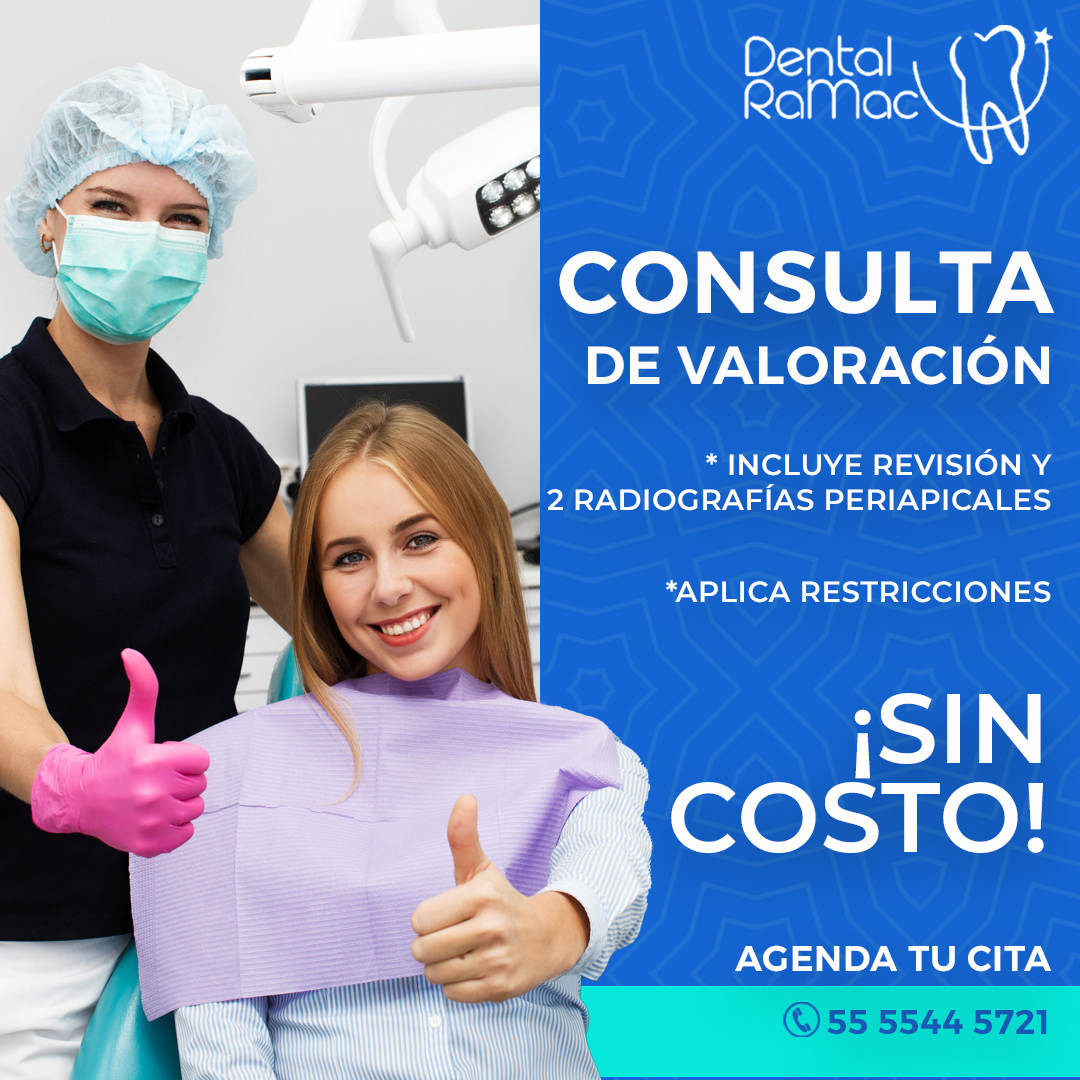 Dental
RaMac
CONSULTA
DE VALORACIÓN
* INCLUYE REVISIÓN Y
2 RADIOGRAFÍAS PERIAPICALES
*APLICA RESTRICCIONES
¡SIN
COSTO!
AGENDA TU CITA
55 5544 5721